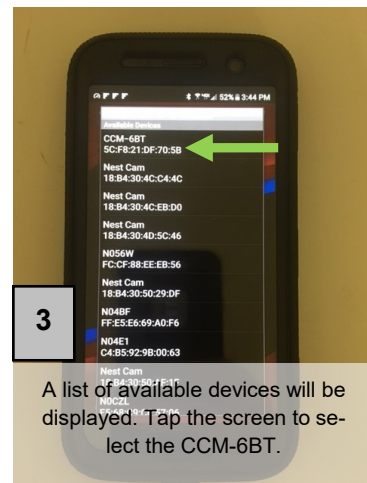 52% 3:44 PM
Available Devices
CCM-6BT
5C:F8:21:DF:70:5B
Nest Cam
18:B4:30:4C:C4:4C
Nest Cam
18:B4:30:4C:EB:D0
Nest Cam
18:B4:30:4D:5C:46
N056W
FC:CF:88:EE:EB:56
Nest Cam
18:B4:30:50:29:DF
N04BF
FF:E5:E6:69:A0:F6
N04E1
C4:B5:92:9B:00:63
Nest Cam
N0CZL
3
A list of available devices will be
displayed. Tap the screen to se-
lect the CCM-6BT.